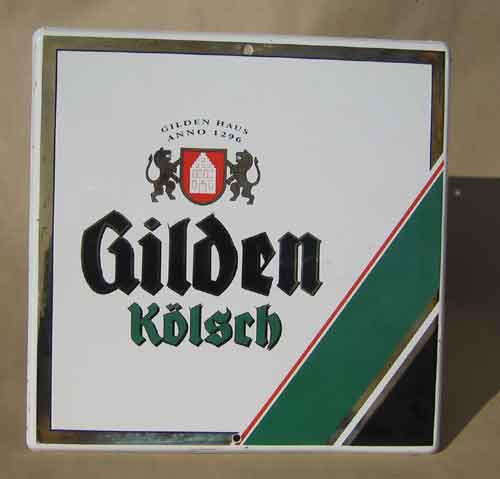 GILDEN HAUS
ANNO 1296
Gilden
Kölsch